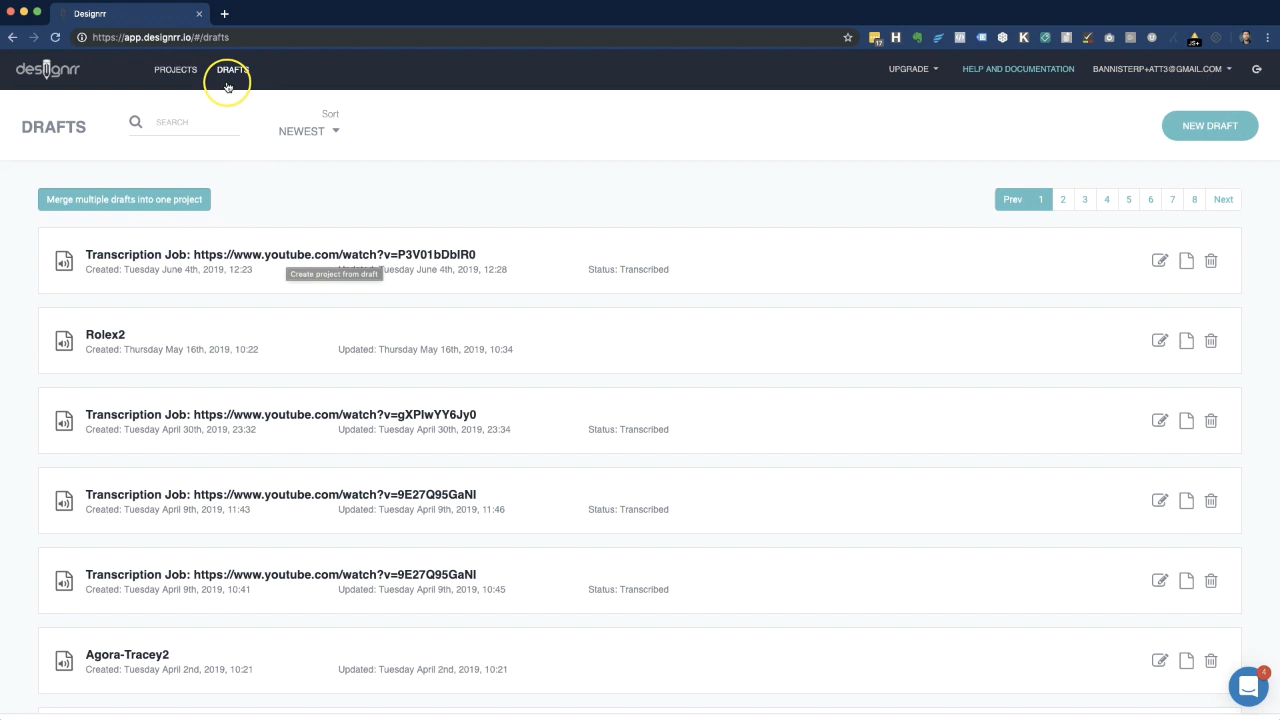 Designrr
https://app.designrr.io/#/drafts
17
JS+
designrr
PROJECTS
DRAFTS
UPGRADE
HELP AND DOCUMENTATION
BANNISTERP+ATT3@GMAIL.COM
DRAFTS
SEARCH
Sort
NEWEST
NEW DRAFT
Merge multiple drafts into one project
Prev 1 2 3 4 5 6 7 8 Next
Transcription Job: https://www.youtube.com/watch?v=P3V01bDbIR0
Created: Tuesday June 4th, 2019, 12:23
Tuesday June 4th, 2019, 12:28
Status: Transcribed
Create project from draft
Rolex2
Created: Thursday May 16th, 2019, 10:22
Updated: Thursday May 16th, 2019, 10:34
Transcription Job: https://www.youtube.com/watch?v=gXPlwYY6Jy0
Created: Tuesday April 30th, 2019, 23:32
Updated: Tuesday April 30th, 2019, 23:34
Status: Transcribed
Transcription Job: https://www.youtube.com/watch?v=9E27Q95GaNI
Created: Tuesday April 9th, 2019, 11:43
Updated: Tuesday April 9th, 2019, 11:46
Status: Transcribed
Transcription Job: https://www.youtube.com/watch?v=9E27Q95GaNI
Created: Tuesday April 9th, 2019, 10:41
Updated: Tuesday April 9th, 2019, 10:45
Status: Transcribed
Agora-Tracey2
Created: Tuesday April 2nd, 2019, 10:21
Updated: Tuesday April 2nd, 2019, 10:21
4